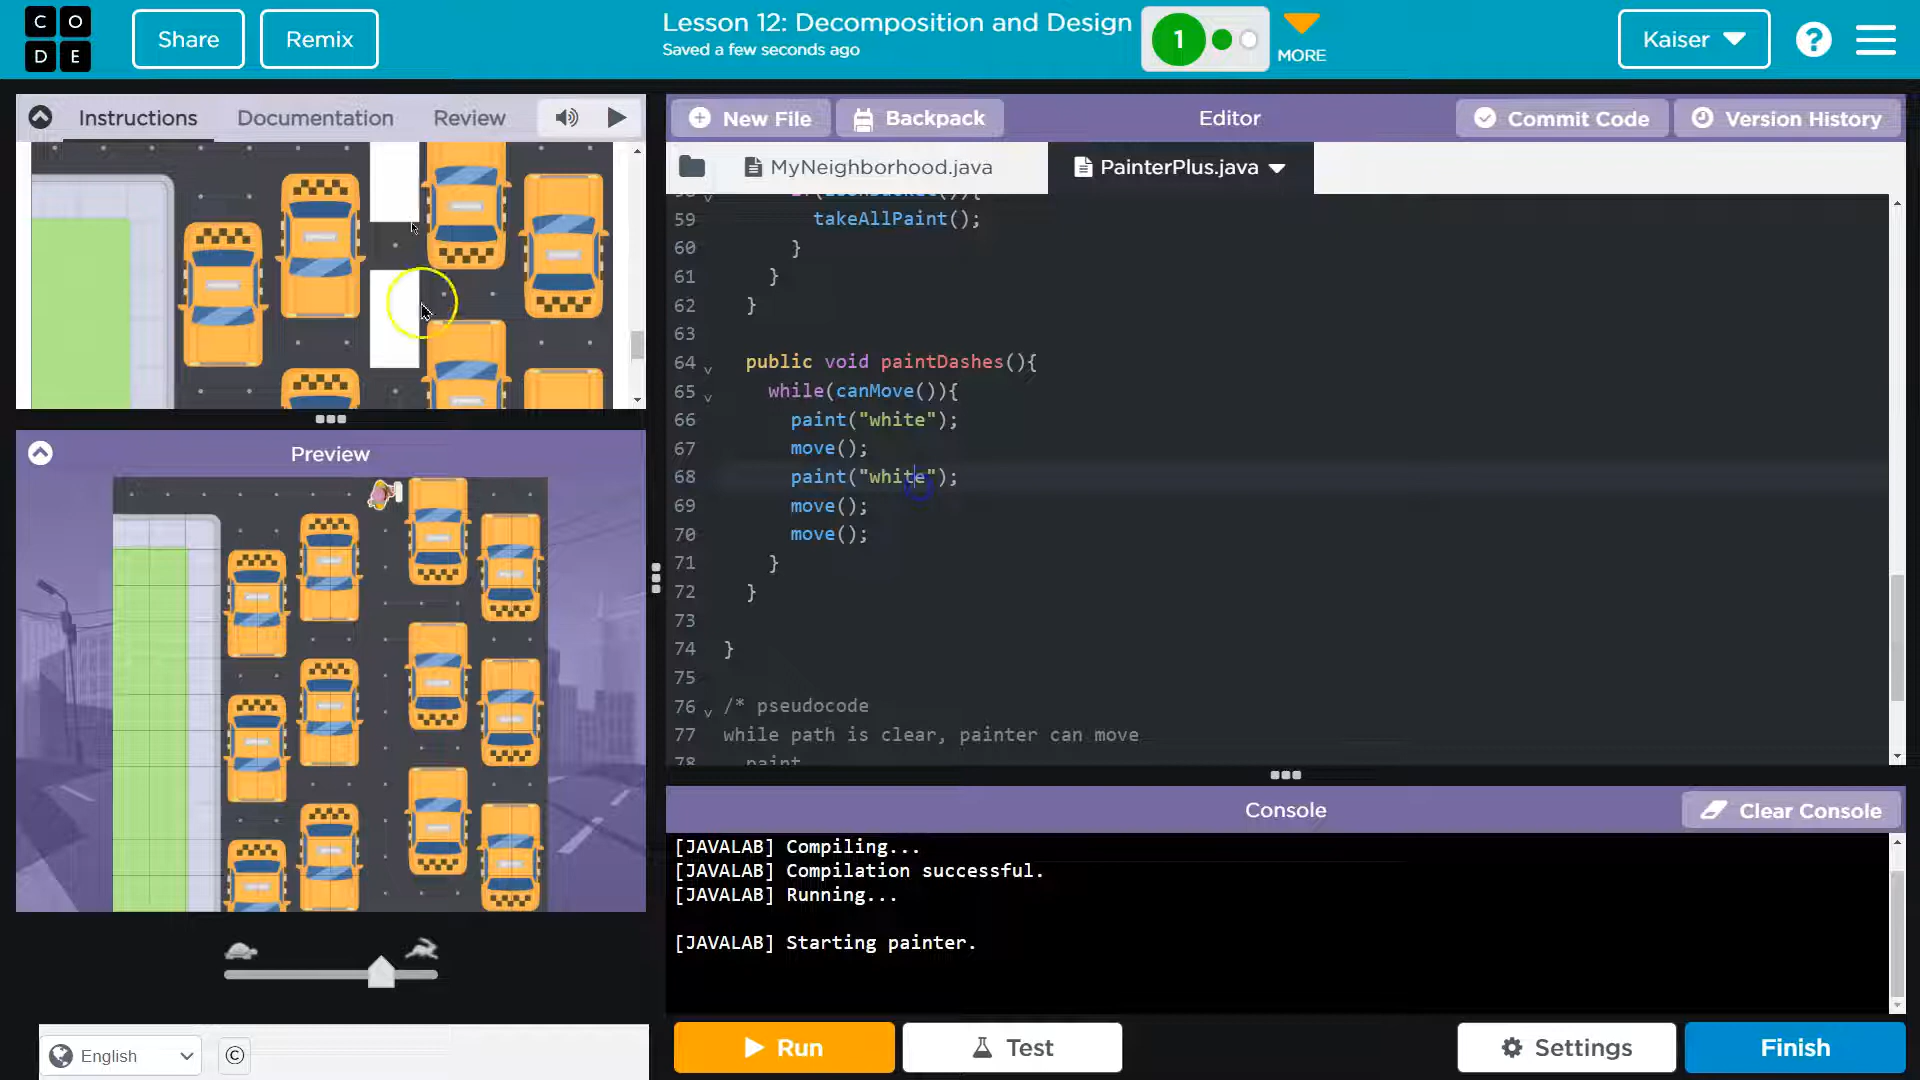 CODE
Share
Remix
Lesson 12: Decomposition and Design
Saved a few seconds ago
1
MORE
Kaiser
?
Instructions
Documentation
Review
New File
Backpack
Editor
Commit Code
Version History
MyNeighborhood.java
PainterPlus.java
59 takeAllPaint();
60 }
61 }
62 }
63
64 public void paintDashes(){
65 while(canMove()){
66 paint("white");
67 move();
68 paint("white");
69 move();
70 move();
71 }
72 }
73
74 }
75
76 /* pseudocode
77 while path is clear, painter can move
78 paint
Preview
Console
Clear Console
[JAVALAB] Compiling...
[JAVALAB] Compilation successful.
[JAVALAB] Running...
[JAVALAB] Starting painter.
English
©
Run
Test
Settings
Finish